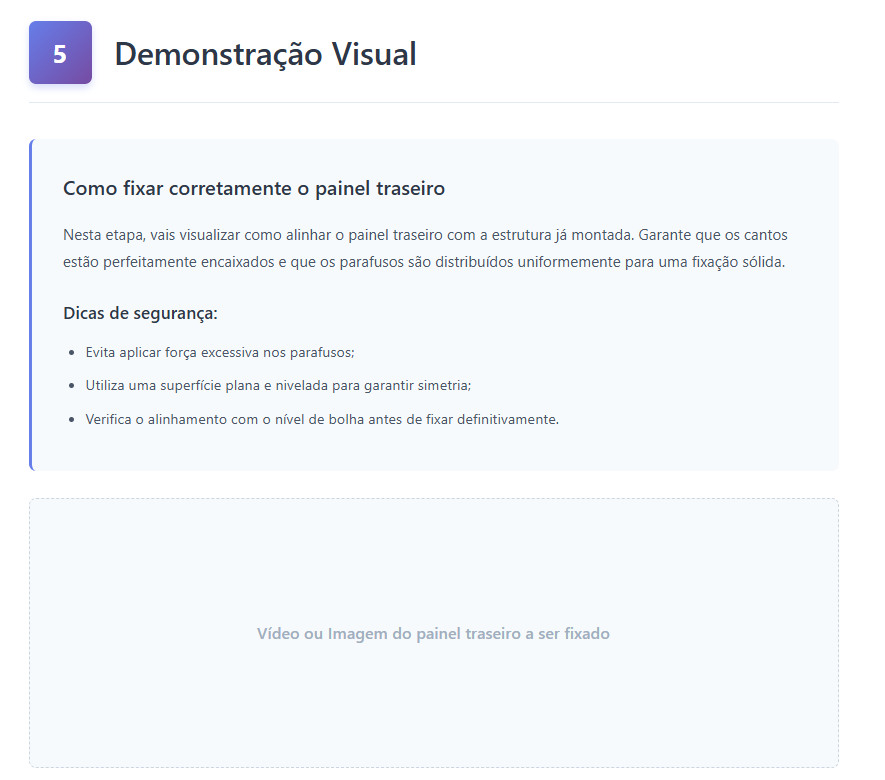 5
Demonstração Visual
Como fixar corretamente o painel traseiro
Nesta etapa, vais visualizar como alinhar o painel traseiro com a estrutura já montada. Garante que os cantos
estão perfeitamente encaixados e que os parafusos são distribuídos uniformemente para uma fixação sólida.
Dicas de segurança:
• Evita aplicar força excessiva nos parafusos;
• Utiliza uma superfície plana e nivelada para garantir simetria;
• Verifica o alinhamento com o nível de bolha antes de fixar definitivamente.
Vídeo ou Imagem do painel traseiro a ser fixado